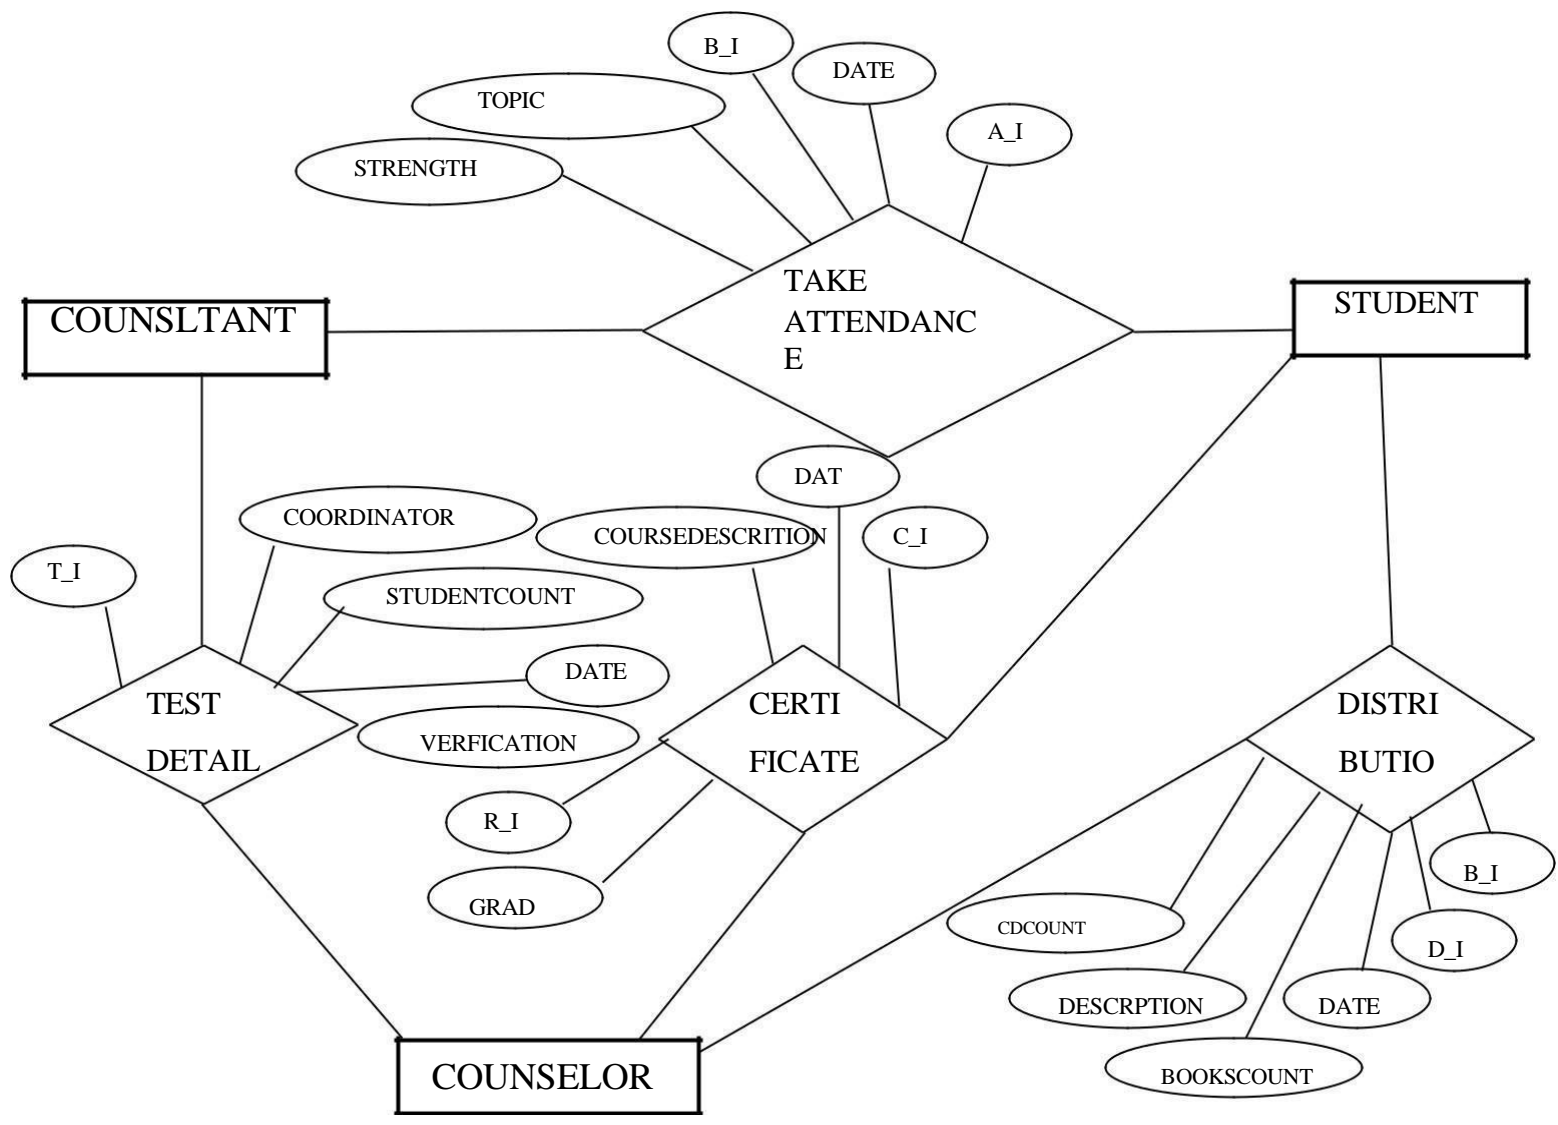 B_I
DATE
TOPIC
A_I
STRENGTH
TAKE
ATTENDANC
E
COUNSLTANT
STUDENT
DAT
COORDINATOR
COURSEDESCRITION
C_I
T_I
STUDENTCOUNT
DATE
TEST
DETAIL
CERTI
FICATE
DISTRI
BUTIO
VERFICATION
R_I
GRAD
B_I
CDCOUNT
D_I
DESCRPTION
DATE
BOOKSCOUNT
COUNSELOR